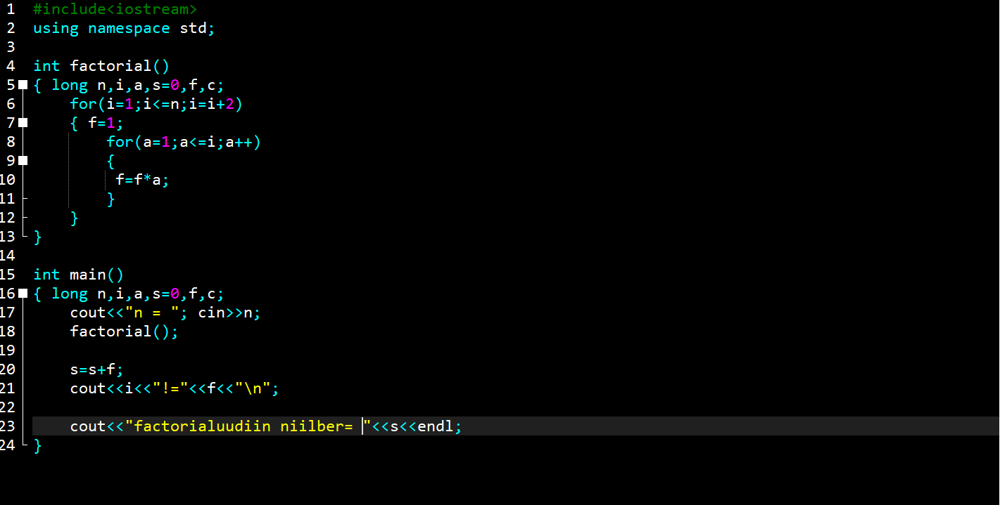 1 #include<iostream>
2 using namespace std;
3
4 int factorial()
5 { long n,i,a,s=0,f,c;
6     for(i=1;i<=n;i=i+2)
7     { f=1;
8         for(a=1;a<=i;a++)
9         {
10          f=f*a;
11         }
12     }
13 }
14
15 int main()
16 { long n,i,a,s=0,f,c;
17     cout<<"n = "; cin>>n;
18     factorial();
19
20     s=s+f;
21     cout<<i<<"!="<<f<<"\n";
22
23     cout<<"factorialuudiin niilber= "<<s<<endl;
24 }